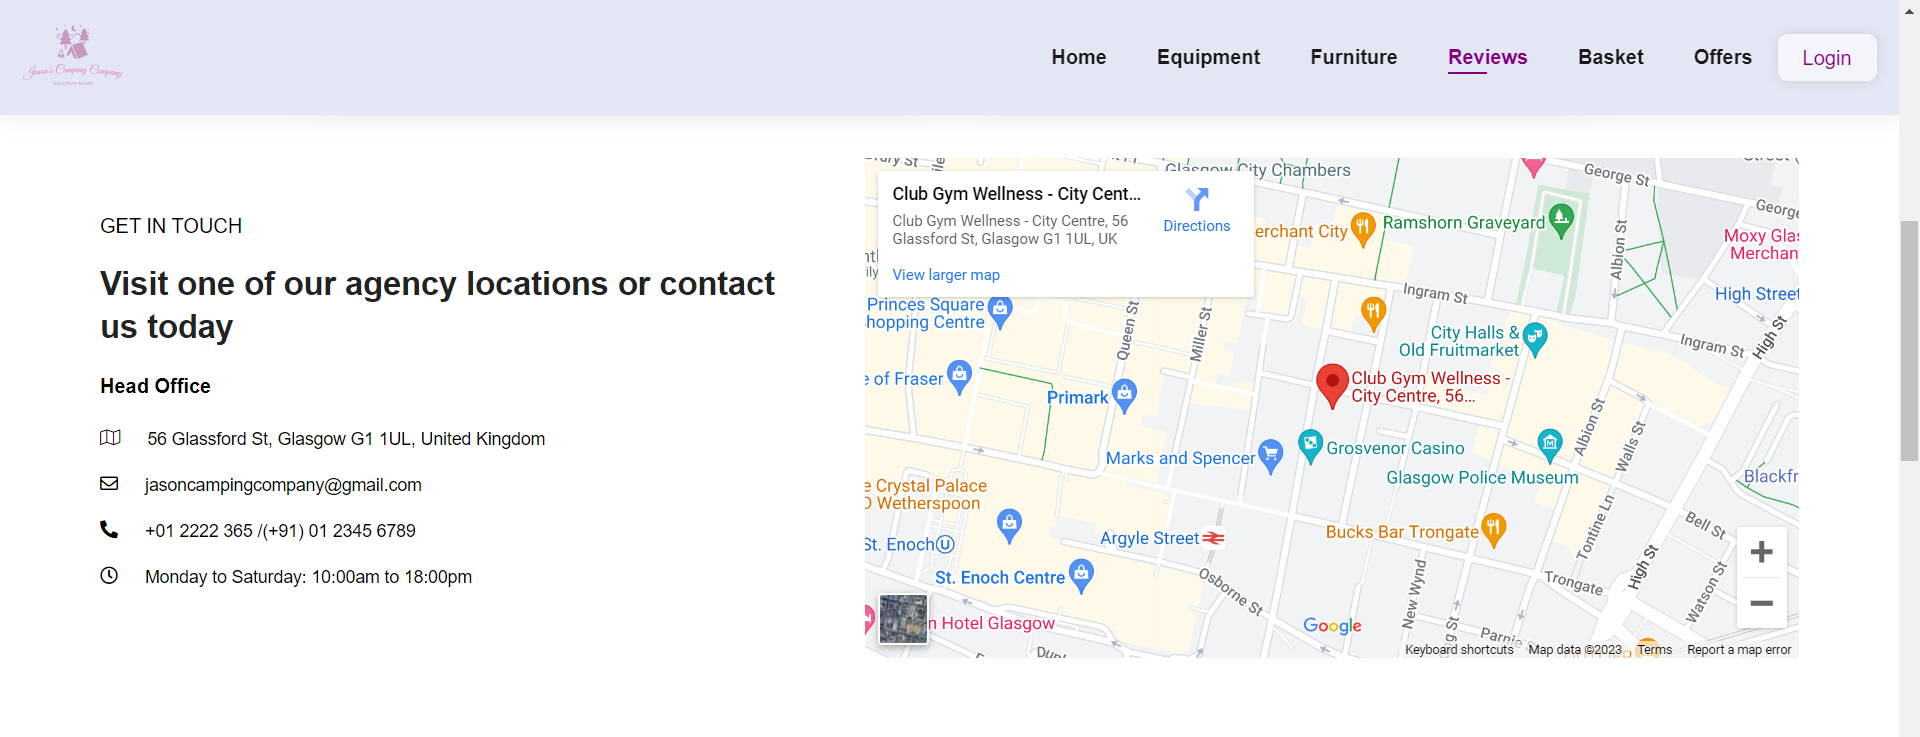 Jason's Camping Company
Home
Equipment
Furniture
Reviews
Basket
Offers
Login
GET IN TOUCH
Visit one of our agency locations or contact
us today
Head Office
56 Glassford St, Glasgow G1 1UL, United Kingdom
jasoncampingcompany@gmail.com
+01 2222 365 /(+91) 01 2345 6789
Monday to Saturday: 10:00am to 18:00pm
Glasgow City Chambers
George St
Club Gym Wellness - City Cent...
Club Gym Wellness - City Centre, 56
Glassford St, Glasgow G1 1UL, UK
Directions
View larger map
erchant City
Ramshorn Graveyard
Albion St
George
Moxy Glas
Merchan
High Street
Princes Square
hopping Centre
Queen St
Miller St
Ingram St
City Halls &
Old Fruitmarket
Ingram St
High St
e of Fraser
Primark
Club Gym Wellness -
City Centre, 56...
Albion St
Walls St
Marks and Spencer
Grosvenor Casino
Glasgow Police Museum
Blackfr
e Crystal Palace
D Wetherspoon
Bucks Bar Trongate
Tontine Ln
Bell St
St. Enoch
U
Argyle Street
St. Enoch Centre
Osborne St
New Wynd
High St
Trongate
Watson St
n Hotel Glasgow
Google
Parnie
Keyboard shortcuts
Map data ©2023
Terms
Report a map error